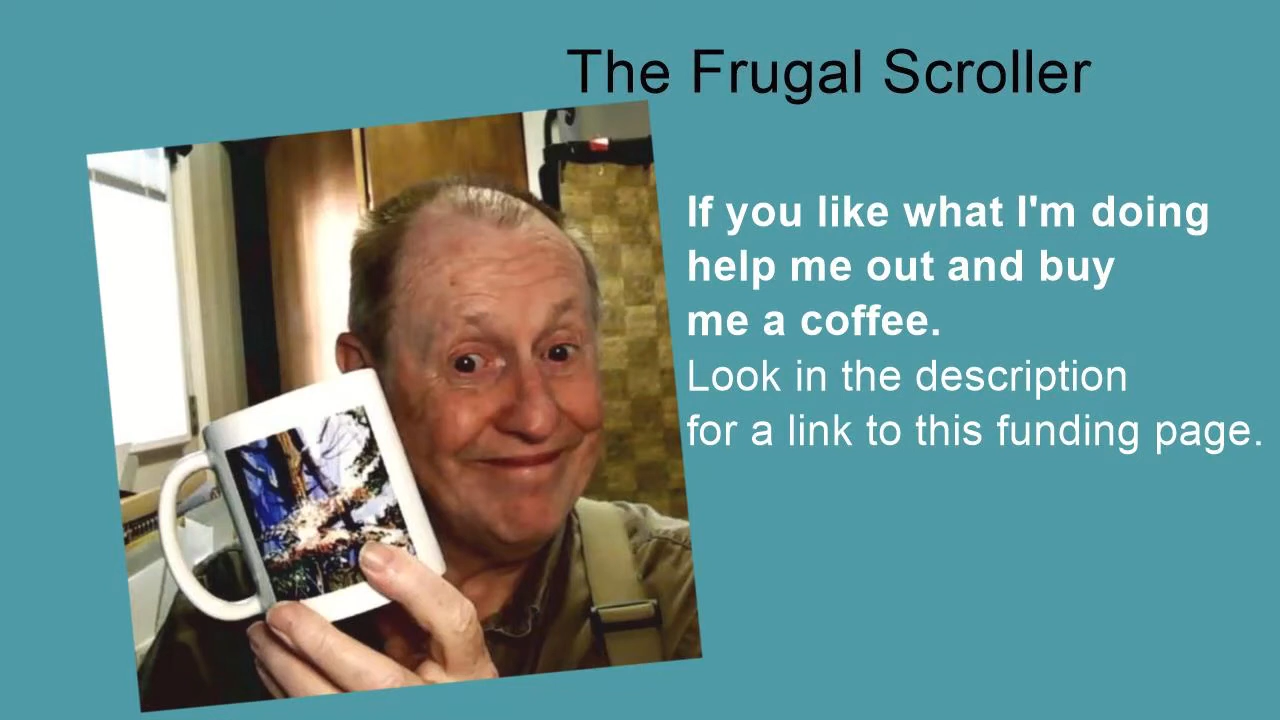 The Frugal Scroller
If you like what I'm doing
help me out and buy
me a coffee.
Look in the description
for a link to this funding page.